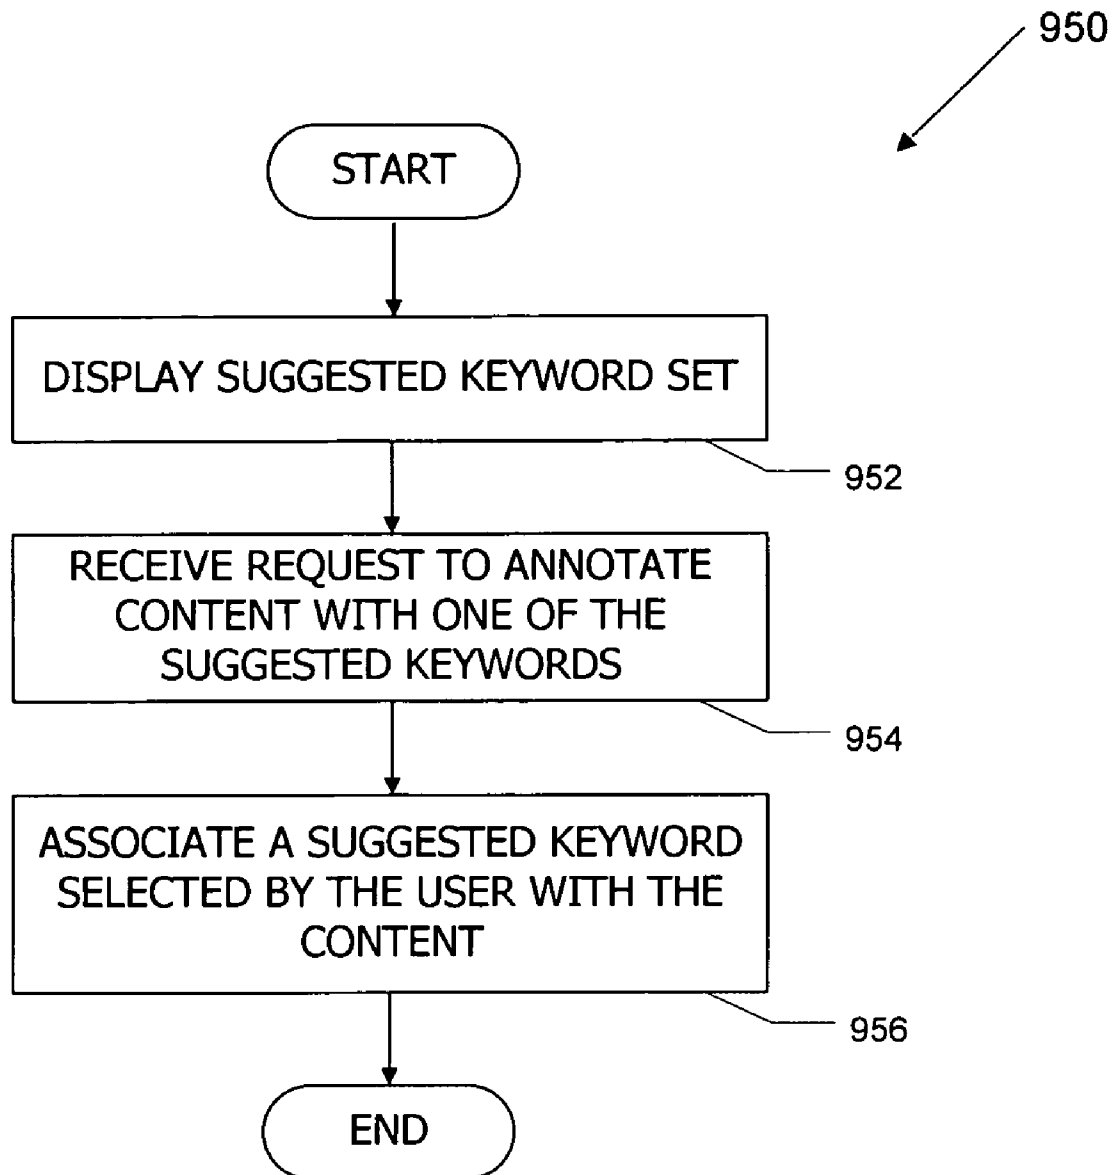 950
START
DISPLAY SUGGESTED KEYWORD SET
952
RECEIVE REQUEST TO ANNOTATE
CONTENT WITH ONE OF THE
SUGGESTED KEYWORDS
954
ASSOCIATE A SUGGESTED KEYWORD
SELECTED BY THE USER WITH THE
CONTENT
956
END